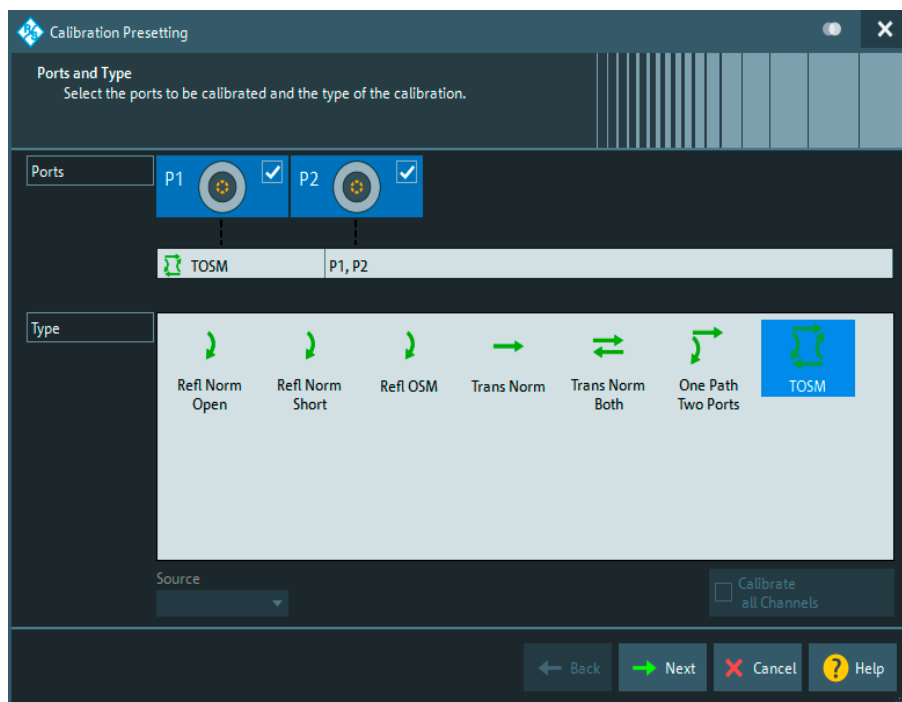 Calibration Presetting
Ports and Type
Select the ports to be calibrated and the type of the calibration.
Ports
P1
P2
TOSM
P1, P2
Type
Refl Norm
Open
Refl Norm
Short
Refl OSM
Trans Norm
Trans Norm
Both
One Path
Two Ports
TOSM
Source
Calibrate
all Channels
Back
Next
Cancel
? Help